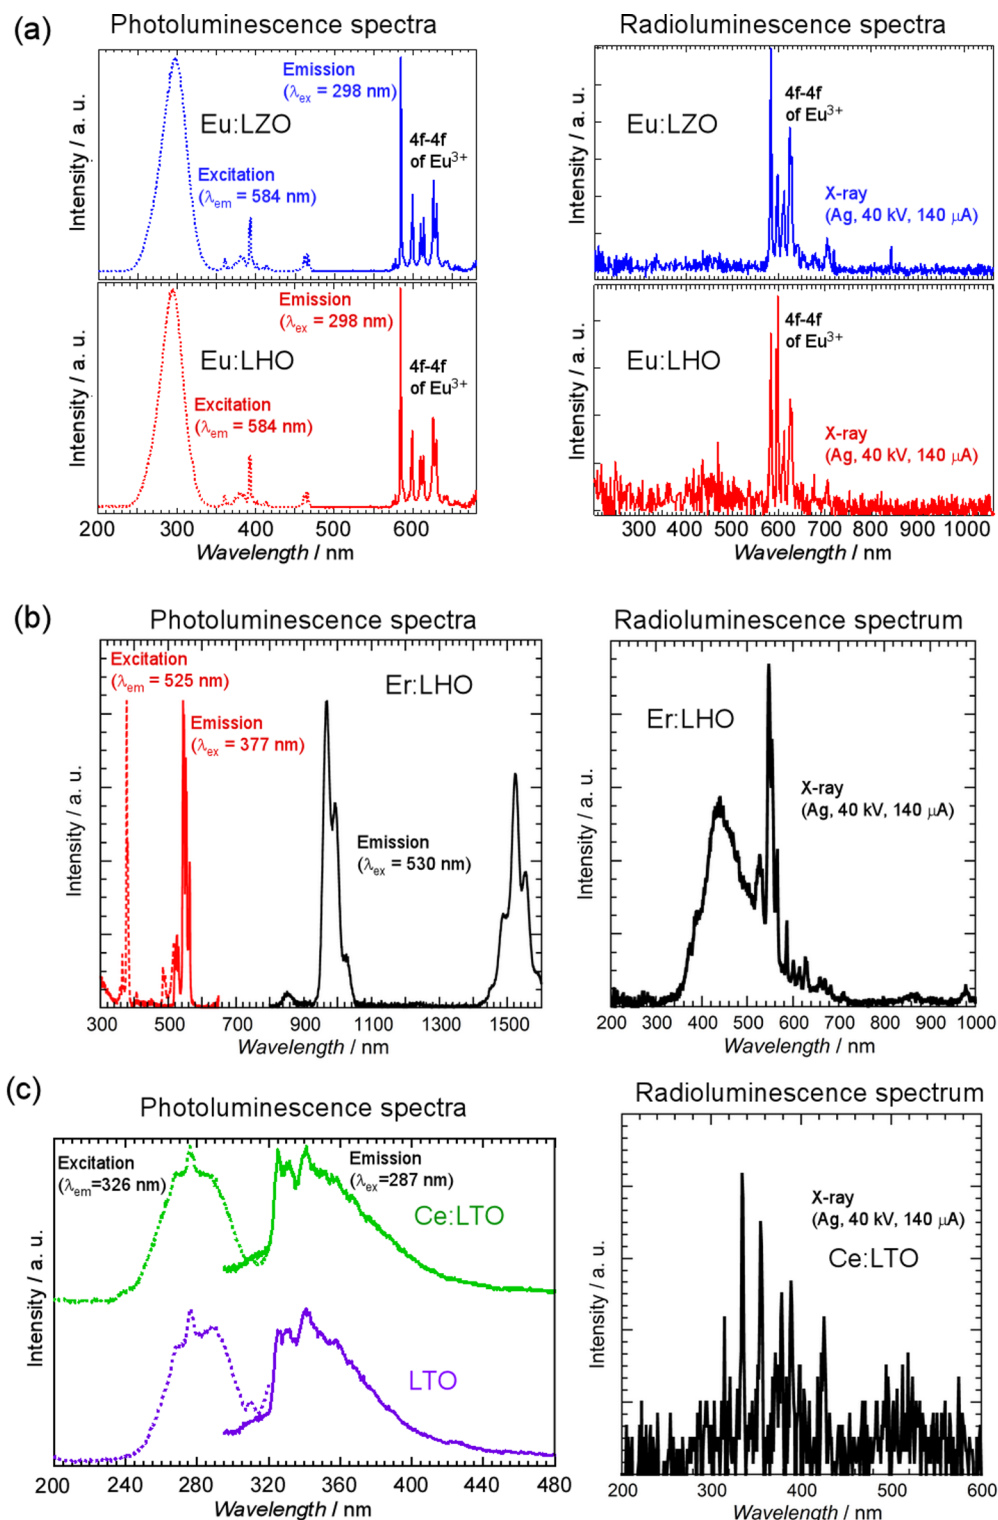 (a)
Photoluminescence spectra
Radioluminescence spectra
Intensity / a. u.
Emission
(λex = 298 nm)
Eu:LZO
4f-4f
of Eu3+
Excitation
(λem = 584 nm)
Intensity / a. u.
Eu:LZO
4f-4f
of Eu3+
X-ray
(Ag, 40 kV, 140 μA)
Intensity / a. u.
Emission
(λex = 298 nm)
Eu:LHO
4f-4f
of Eu3+
Excitation
(λem = 584 nm)
200 300 400 500 600
Wavelength / nm
Intensity / a. u.
Eu:LHO
4f-4f
of Eu3+
X-ray
(Ag, 40 kV, 140 μA)
200 300 400 500 600 700 800 900 1000
Wavelength / nm
(b)
Photoluminescence spectra
Radioluminescence spectrum
Intensity / a. u.
Excitation
(λem = 525 nm)
Er:LHO
Emission
(λex = 377 nm)
Emission
(λex = 530 nm)
300 500 700 900 1100 1300 1500
Wavelength / nm
Intensity / a. u.
Er:LHO
X-ray
(Ag, 40 kV, 140 μA)
200 300 400 500 600 700 800 900 1000
Wavelength / nm
(c)
Photoluminescence spectra
Radioluminescence spectrum
Intensity / a. u.
Excitation
(λem=326 nm)
Emission
(λex=287 nm)
Ce:LTO
LTO
200 240 280 320 360 400 440 480
Wavelength / nm
Intensity / a. u.
X-ray
(Ag, 40 kV, 140 μA)
Ce:LTO
200 300 400 500 600
Wavelength / nm